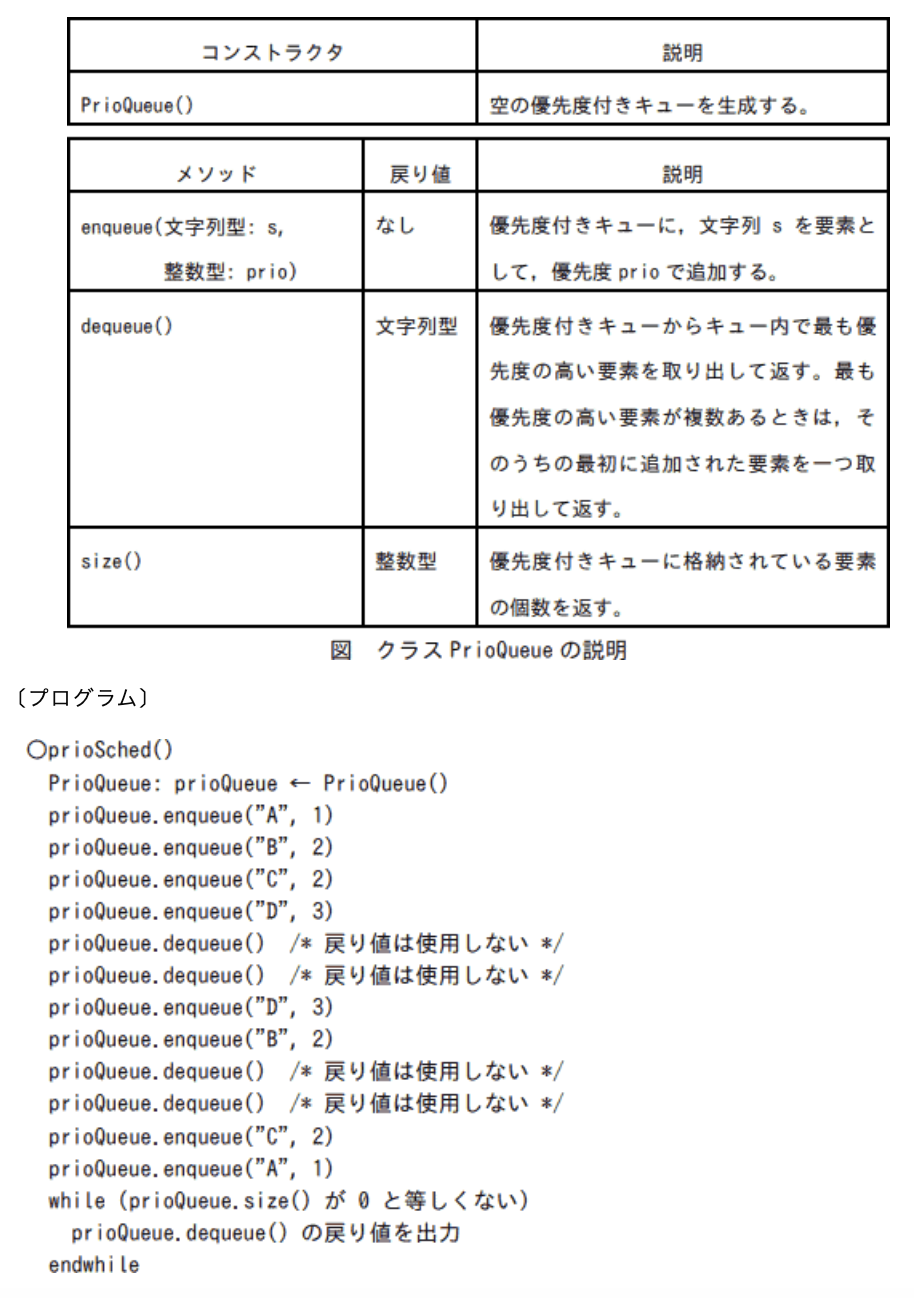 コンストラクタ 説明
PrioQueue() 空の優先度付きキューを生成する。
メソッド 戻り値 説明
enqueue(文字列型: s, なし 優先度付きキューに，文字列 s を要素と
整数型: prio) して，優先度 prio で追加する。
dequeue() 文字列型 優先度付きキューからキュー内で最も優
先度の高い要素を取り出して返す。最も
優先度の高い要素が複数あるときは，そ
のうちの最初に追加された要素を一つ取
り出して返す。
size() 整数型 優先度付きキューに格納されている要素
の個数を返す。
図　クラス PrioQueue の説明
〔プログラム〕
○prioSched()
PrioQueue: prioQueue ← PrioQueue()
prioQueue.enqueue("A", 1)
prioQueue.enqueue("B", 2)
prioQueue.enqueue("C", 2)
prioQueue.enqueue("D", 3)
prioQueue.dequeue() /* 戻り値は使用しない */
prioQueue.dequeue() /* 戻り値は使用しない */
prioQueue.enqueue("D", 3)
prioQueue.enqueue("B", 2)
prioQueue.dequeue() /* 戻り値は使用しない */
prioQueue.dequeue() /* 戻り値は使用しない */
prioQueue.enqueue("C", 2)
prioQueue.enqueue("A", 1)
while (prioQueue.size() が 0 と等しくない)
prioQueue.dequeue() の戻り値を出力
endwhile